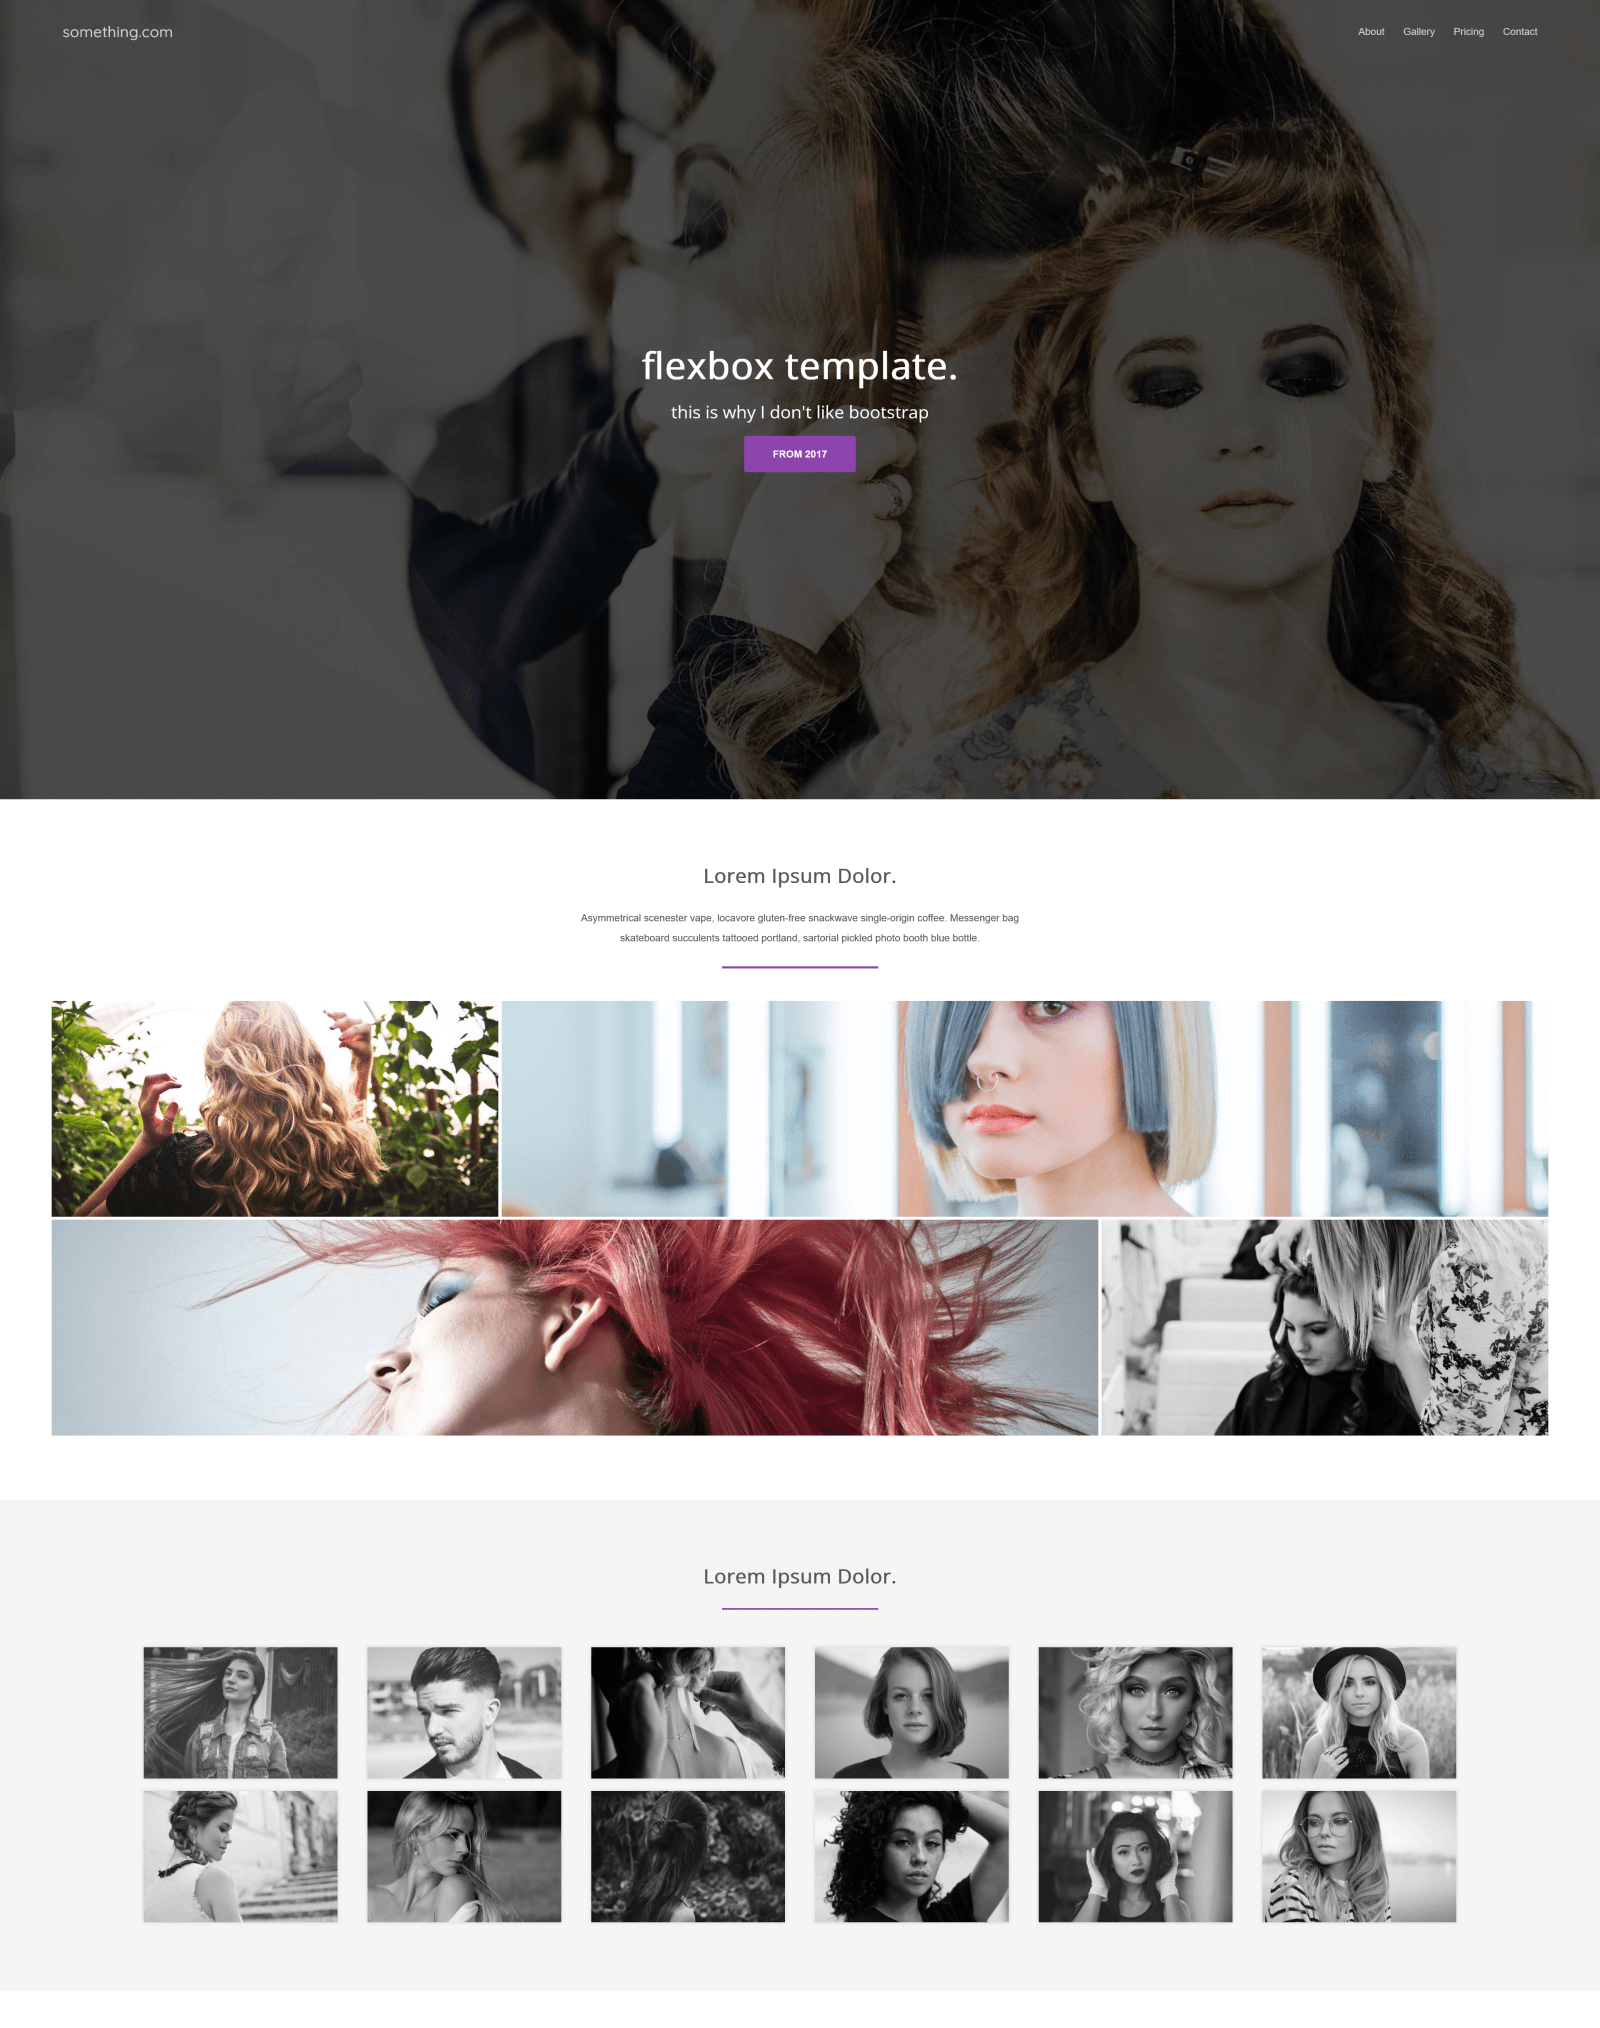 something.com
About Gallery Pricing Contact
flexbox template.
this is why I don't like bootstrap
FROM 2017
Lorem Ipsum Dolor.
Asymmetrical scenester vape, locavore gluten-free snackwave single-origin coffee. Messenger bag
skateboard succulents tattooed portland, sartorial pickled photo booth blue bottle.
Lorem Ipsum Dolor.